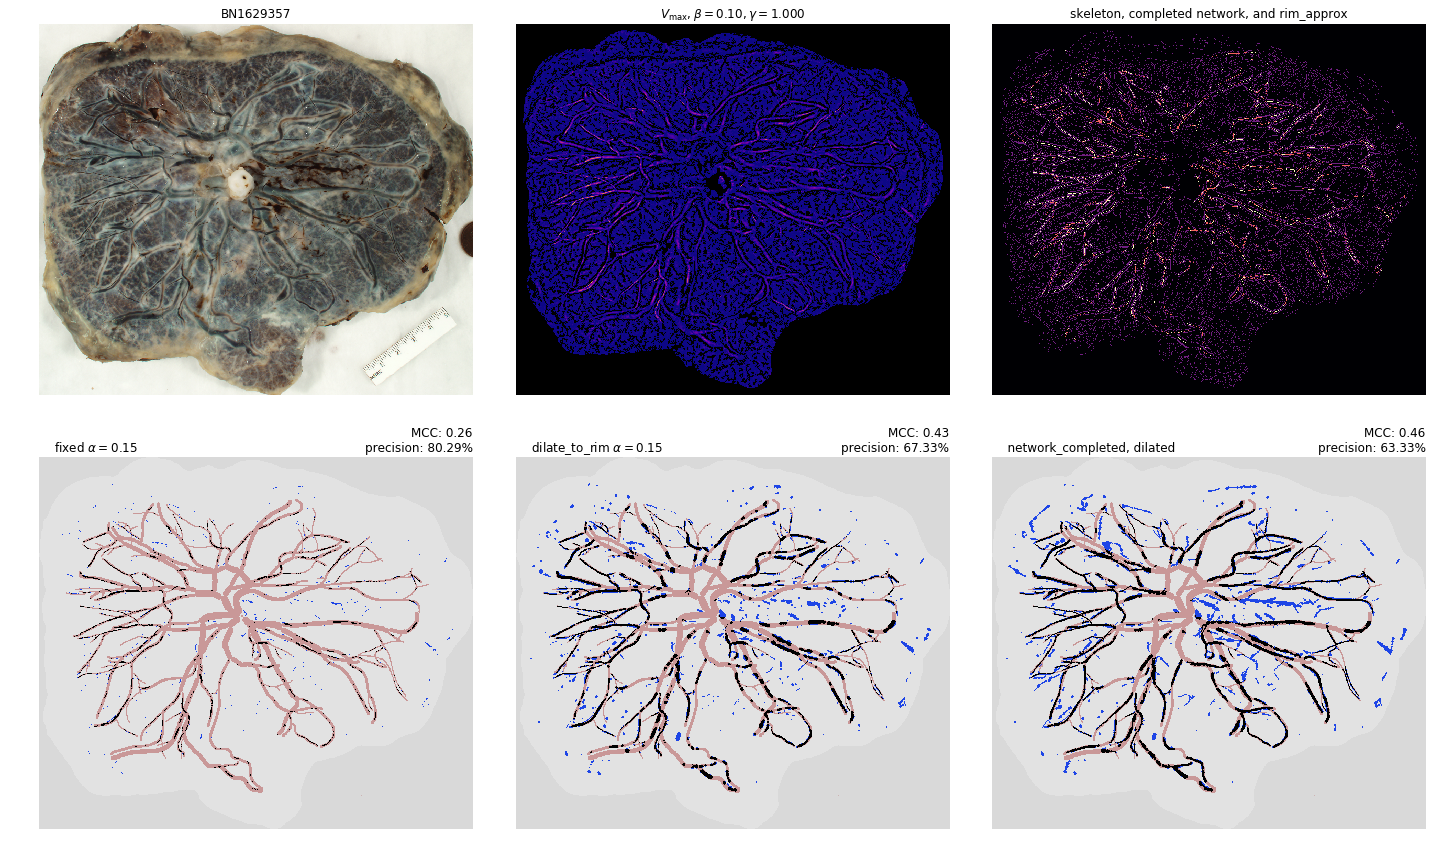 BN1629357
V_max, β = 0.10, γ = 1.000
skeleton, completed network, and rim_approx
fixed α = 0.15
MCC: 0.26
precision: 80.29%
dilate_to_rim α = 0.15
MCC: 0.43
precision: 67.33%
network_completed, dilated
MCC: 0.46
precision: 63.33%